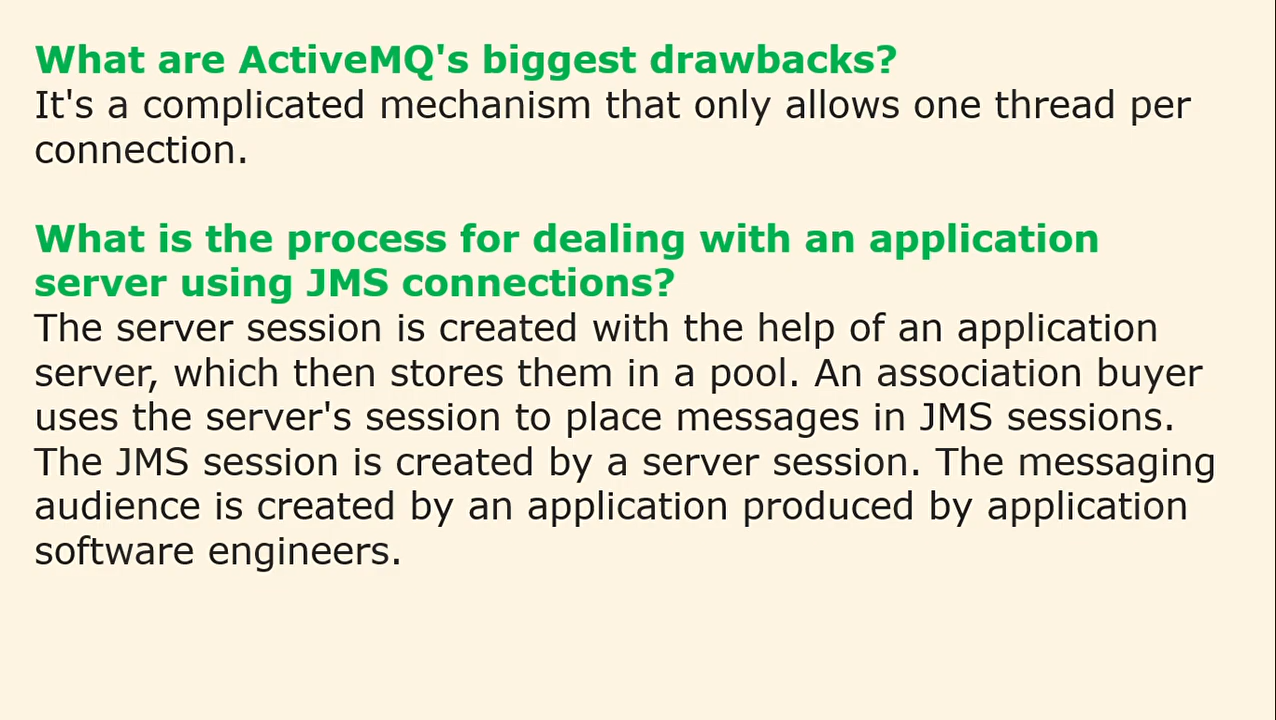 What are ActiveMQ's biggest drawbacks?
It's a complicated mechanism that only allows one thread per
connection.
What is the process for dealing with an application
server using JMS connections?
The server session is created with the help of an application
server, which then stores them in a pool. An association buyer
uses the server's session to place messages in JMS sessions.
The JMS session is created by a server session. The messaging
audience is created by an application produced by application
software engineers.